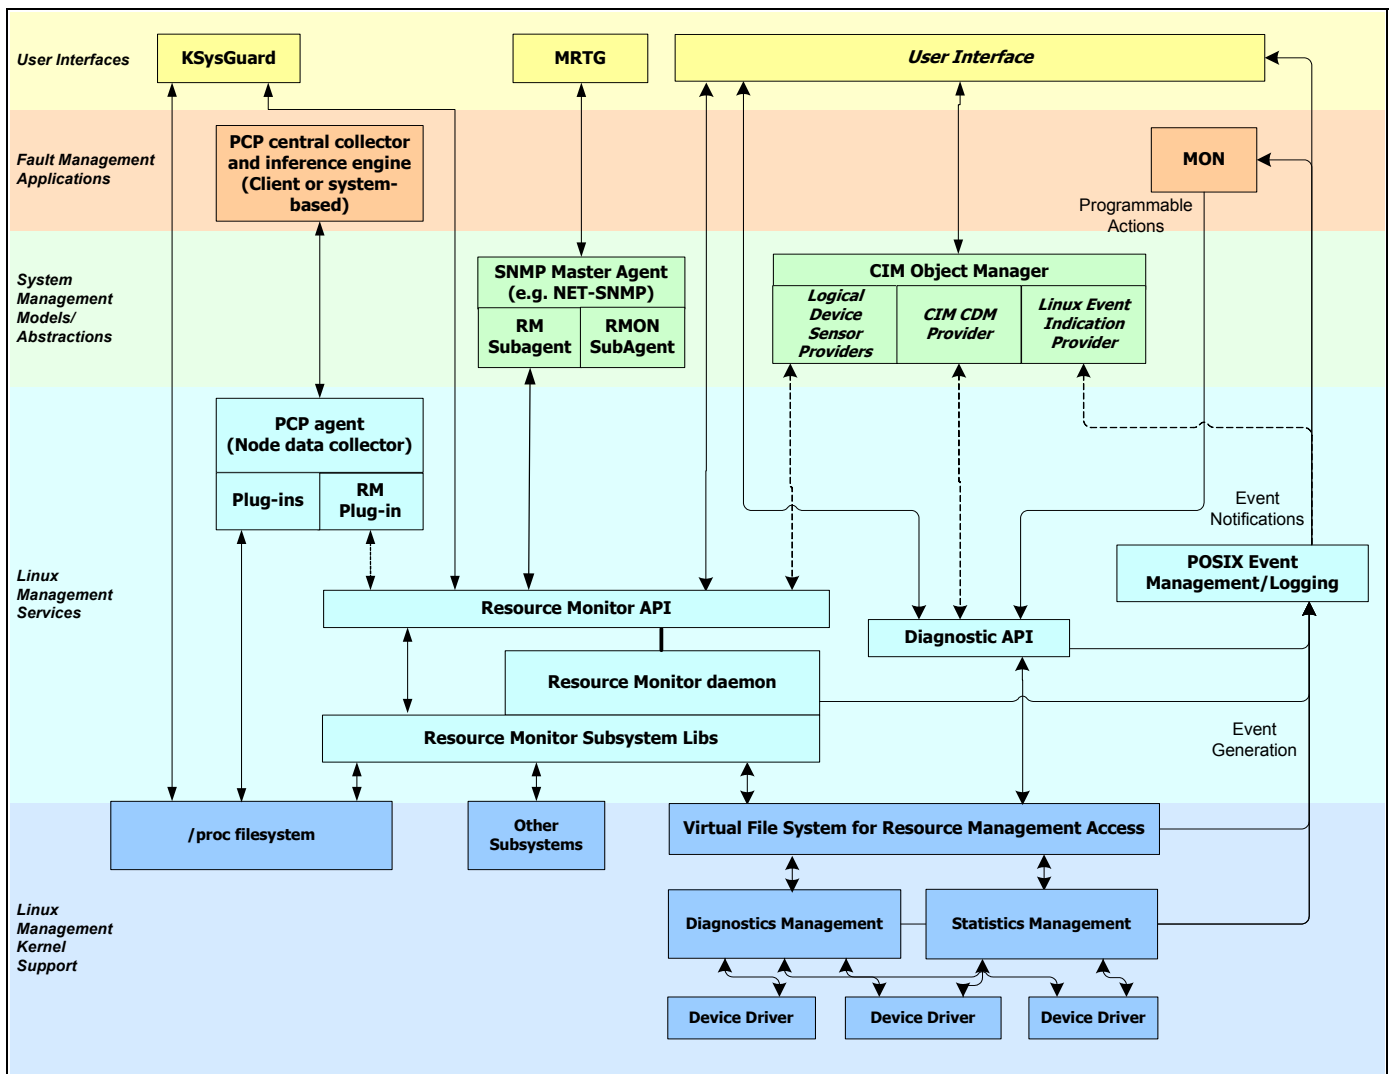 User Interfaces
KSysGuard
MRTG
User Interface
Fault Management
Applications
PCP central collector
and inference engine
(Client or system-
based)
MON
Programmable
Actions
System
Management
Models/
Abstractions
SNMP Master Agent
(e.g. NET-SNMP)
RM
Subagent
RMON
SubAgent
CIM Object Manager
Logical
Device
Sensor
Providers
CIM CDM
Provider
Linux Event
Indication
Provider
PCP agent
(Node data collector)
Plug-ins
RM
Plug-in
Event
Notifications
Linux
Management
Services
POSIX Event
Management/Logging
Resource Monitor API
Diagnostic API
Resource Monitor daemon
Resource Monitor Subsystem Libs
Event
Generation
/proc filesystem
Other
Subsystems
Virtual File System for Resource Management Access
Linux
Management
Kernel
Support
Diagnostics Management
Statistics Management
Device Driver
Device Driver
Device Driver